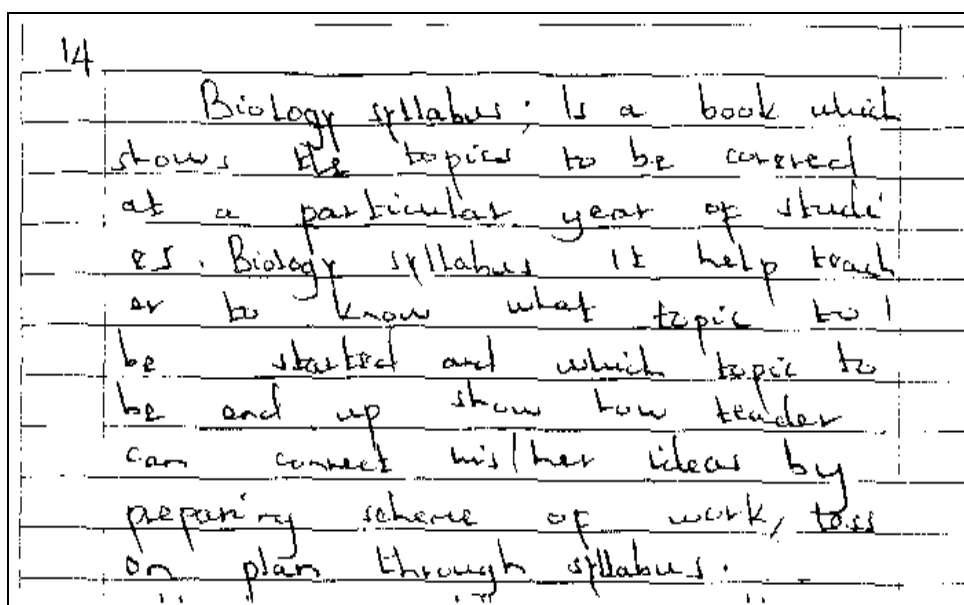 14
Biology syllabus; Is a book which
shows the topics to be covered
at a particular year of studi
es. Biology syllabus It help teach
er to know what topic to
be started and which topic to
be end up show how teacher
can connect his/her ideas by
preparing scheme of work, less
on plan through syllabus.